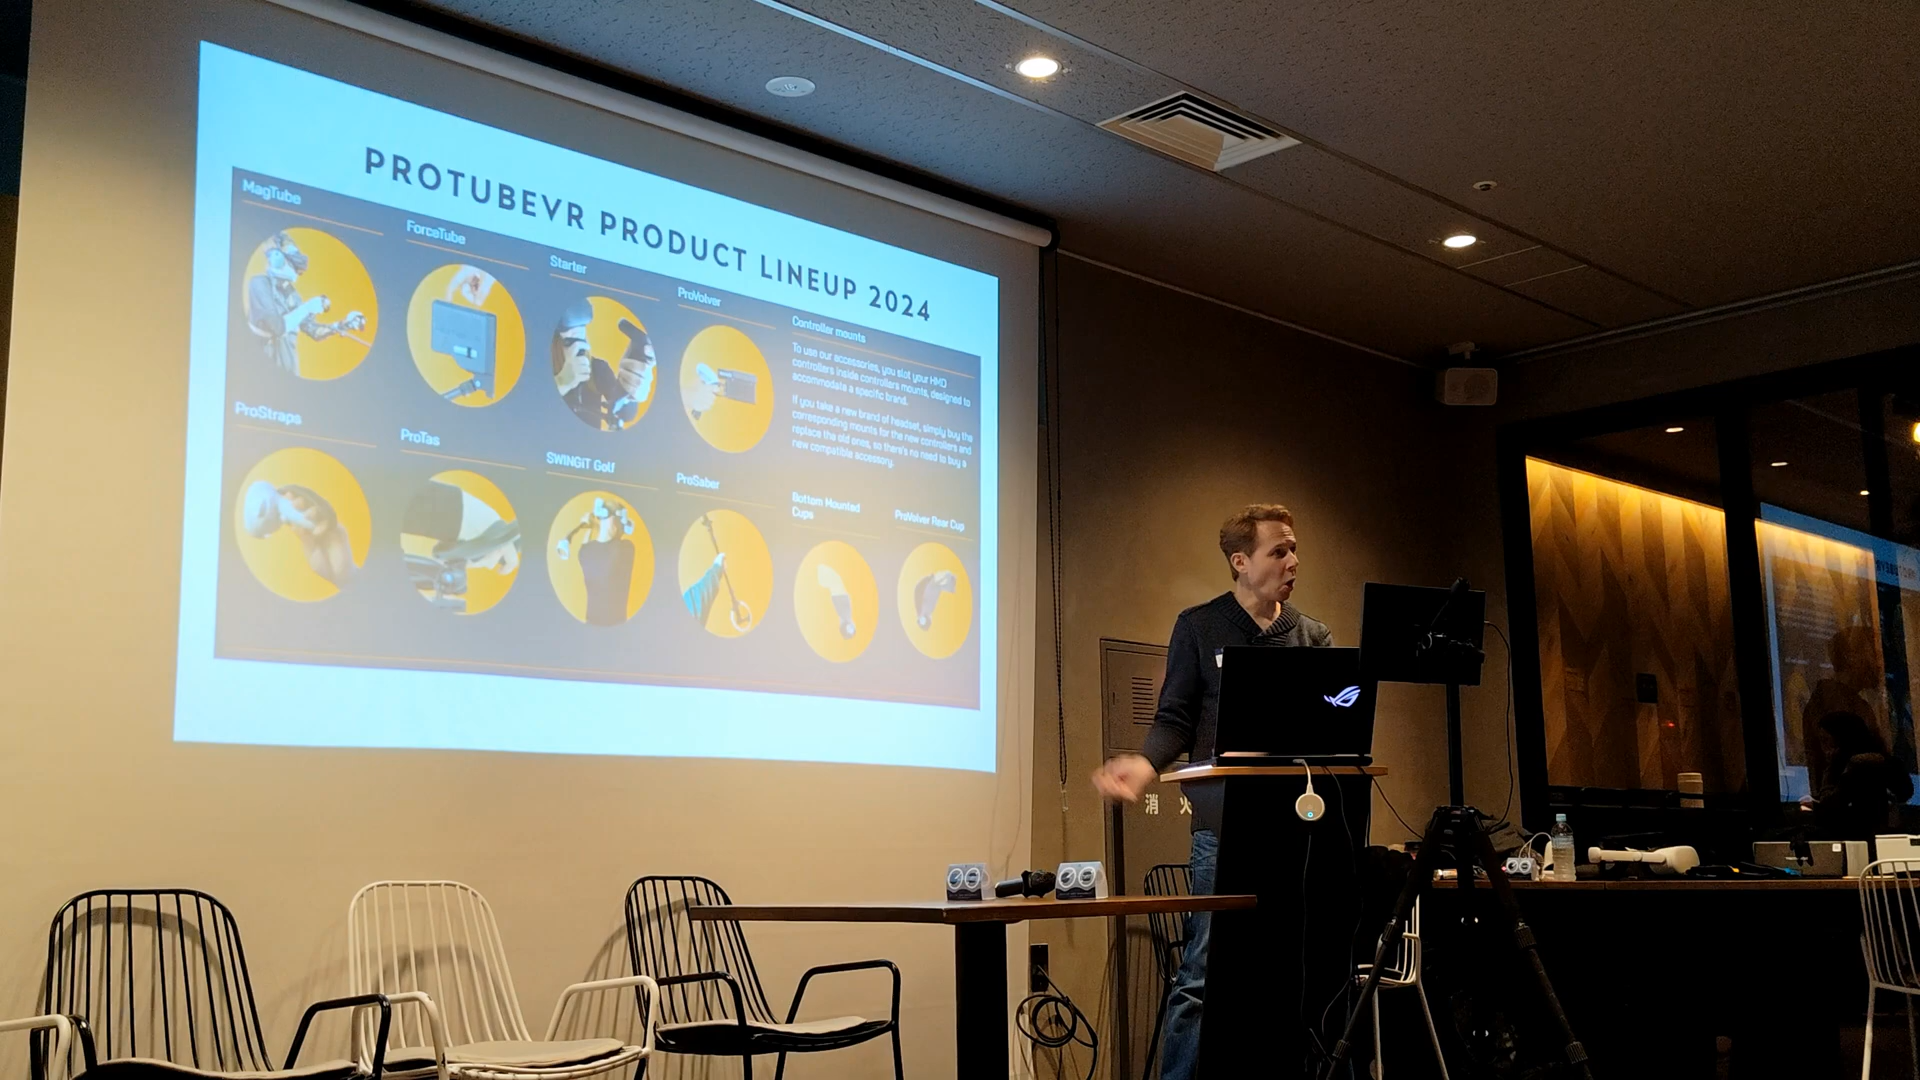 PROTUBEVR PRODUCT LINEUP 2024
MagTube
ForceTube
Starter
ProVolver
Controller mounts
To use our accessories, you slot your HMD
controllers inside controllers mounts, designed to
accommodate a specific brand.
If you take a new brand of headset, simply buy the
corresponding mounts for the new controllers and
replace the old ones, so there's no need to buy a
new compatible accessory.
ProStraps
ProTas
SWINGiT Golf
ProSaber
Bottom Mounted
Cups
ProVolver Rear Cup
消 火